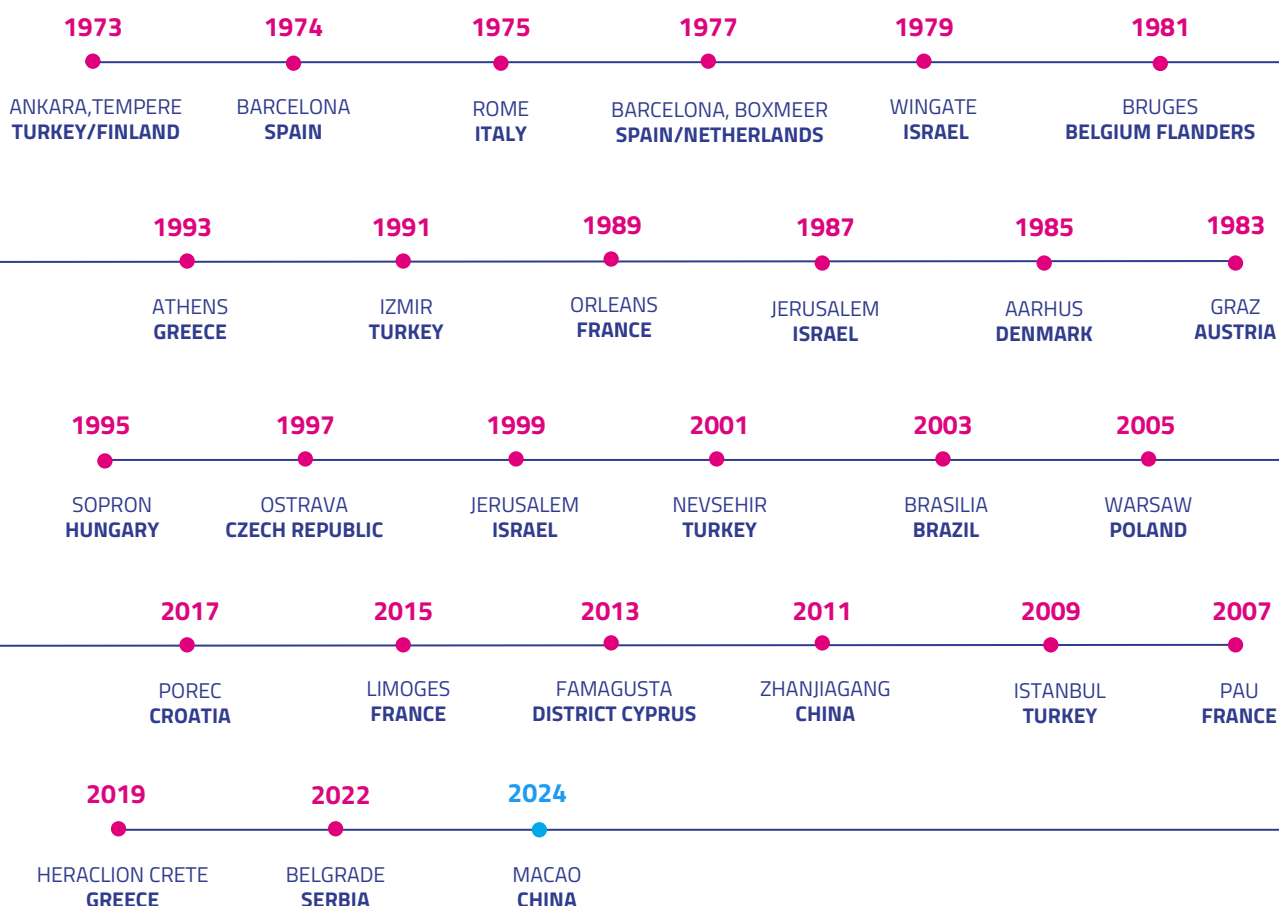 1973 1974 1975 1977 1979 1981
ANKARA,TEMPERE BARCELONA ROME BARCELONA, BOXMEER WINGATE BRUGES
TURKEY/FINLAND SPAIN ITALY SPAIN/NETHERLANDS ISRAEL BELGIUM FLANDERS
1993 1991 1989 1987 1985 1983
ATHENS IZMIR ORLEANS JERUSALEM AARHUS GRAZ
GREECE TURKEY FRANCE ISRAEL DENMARK AUSTRIA
1995 1997 1999 2001 2003 2005
SOPRON OSTRAVA JERUSALEM NEVSEHIR BRASILIA WARSAW
HUNGARY CZECH REPUBLIC ISRAEL TURKEY BRAZIL POLAND
2017 2015 2013 2011 2009 2007
POREC LIMOGES FAMAGUSTA ZHANJIAGANG ISTANBUL PAU
CROATIA FRANCE DISTRICT CYPRUS CHINA TURKEY FRANCE
2019 2022 2024
HERACLION CRETE BELGRADE MACAO
GREECE SERBIA CHINA